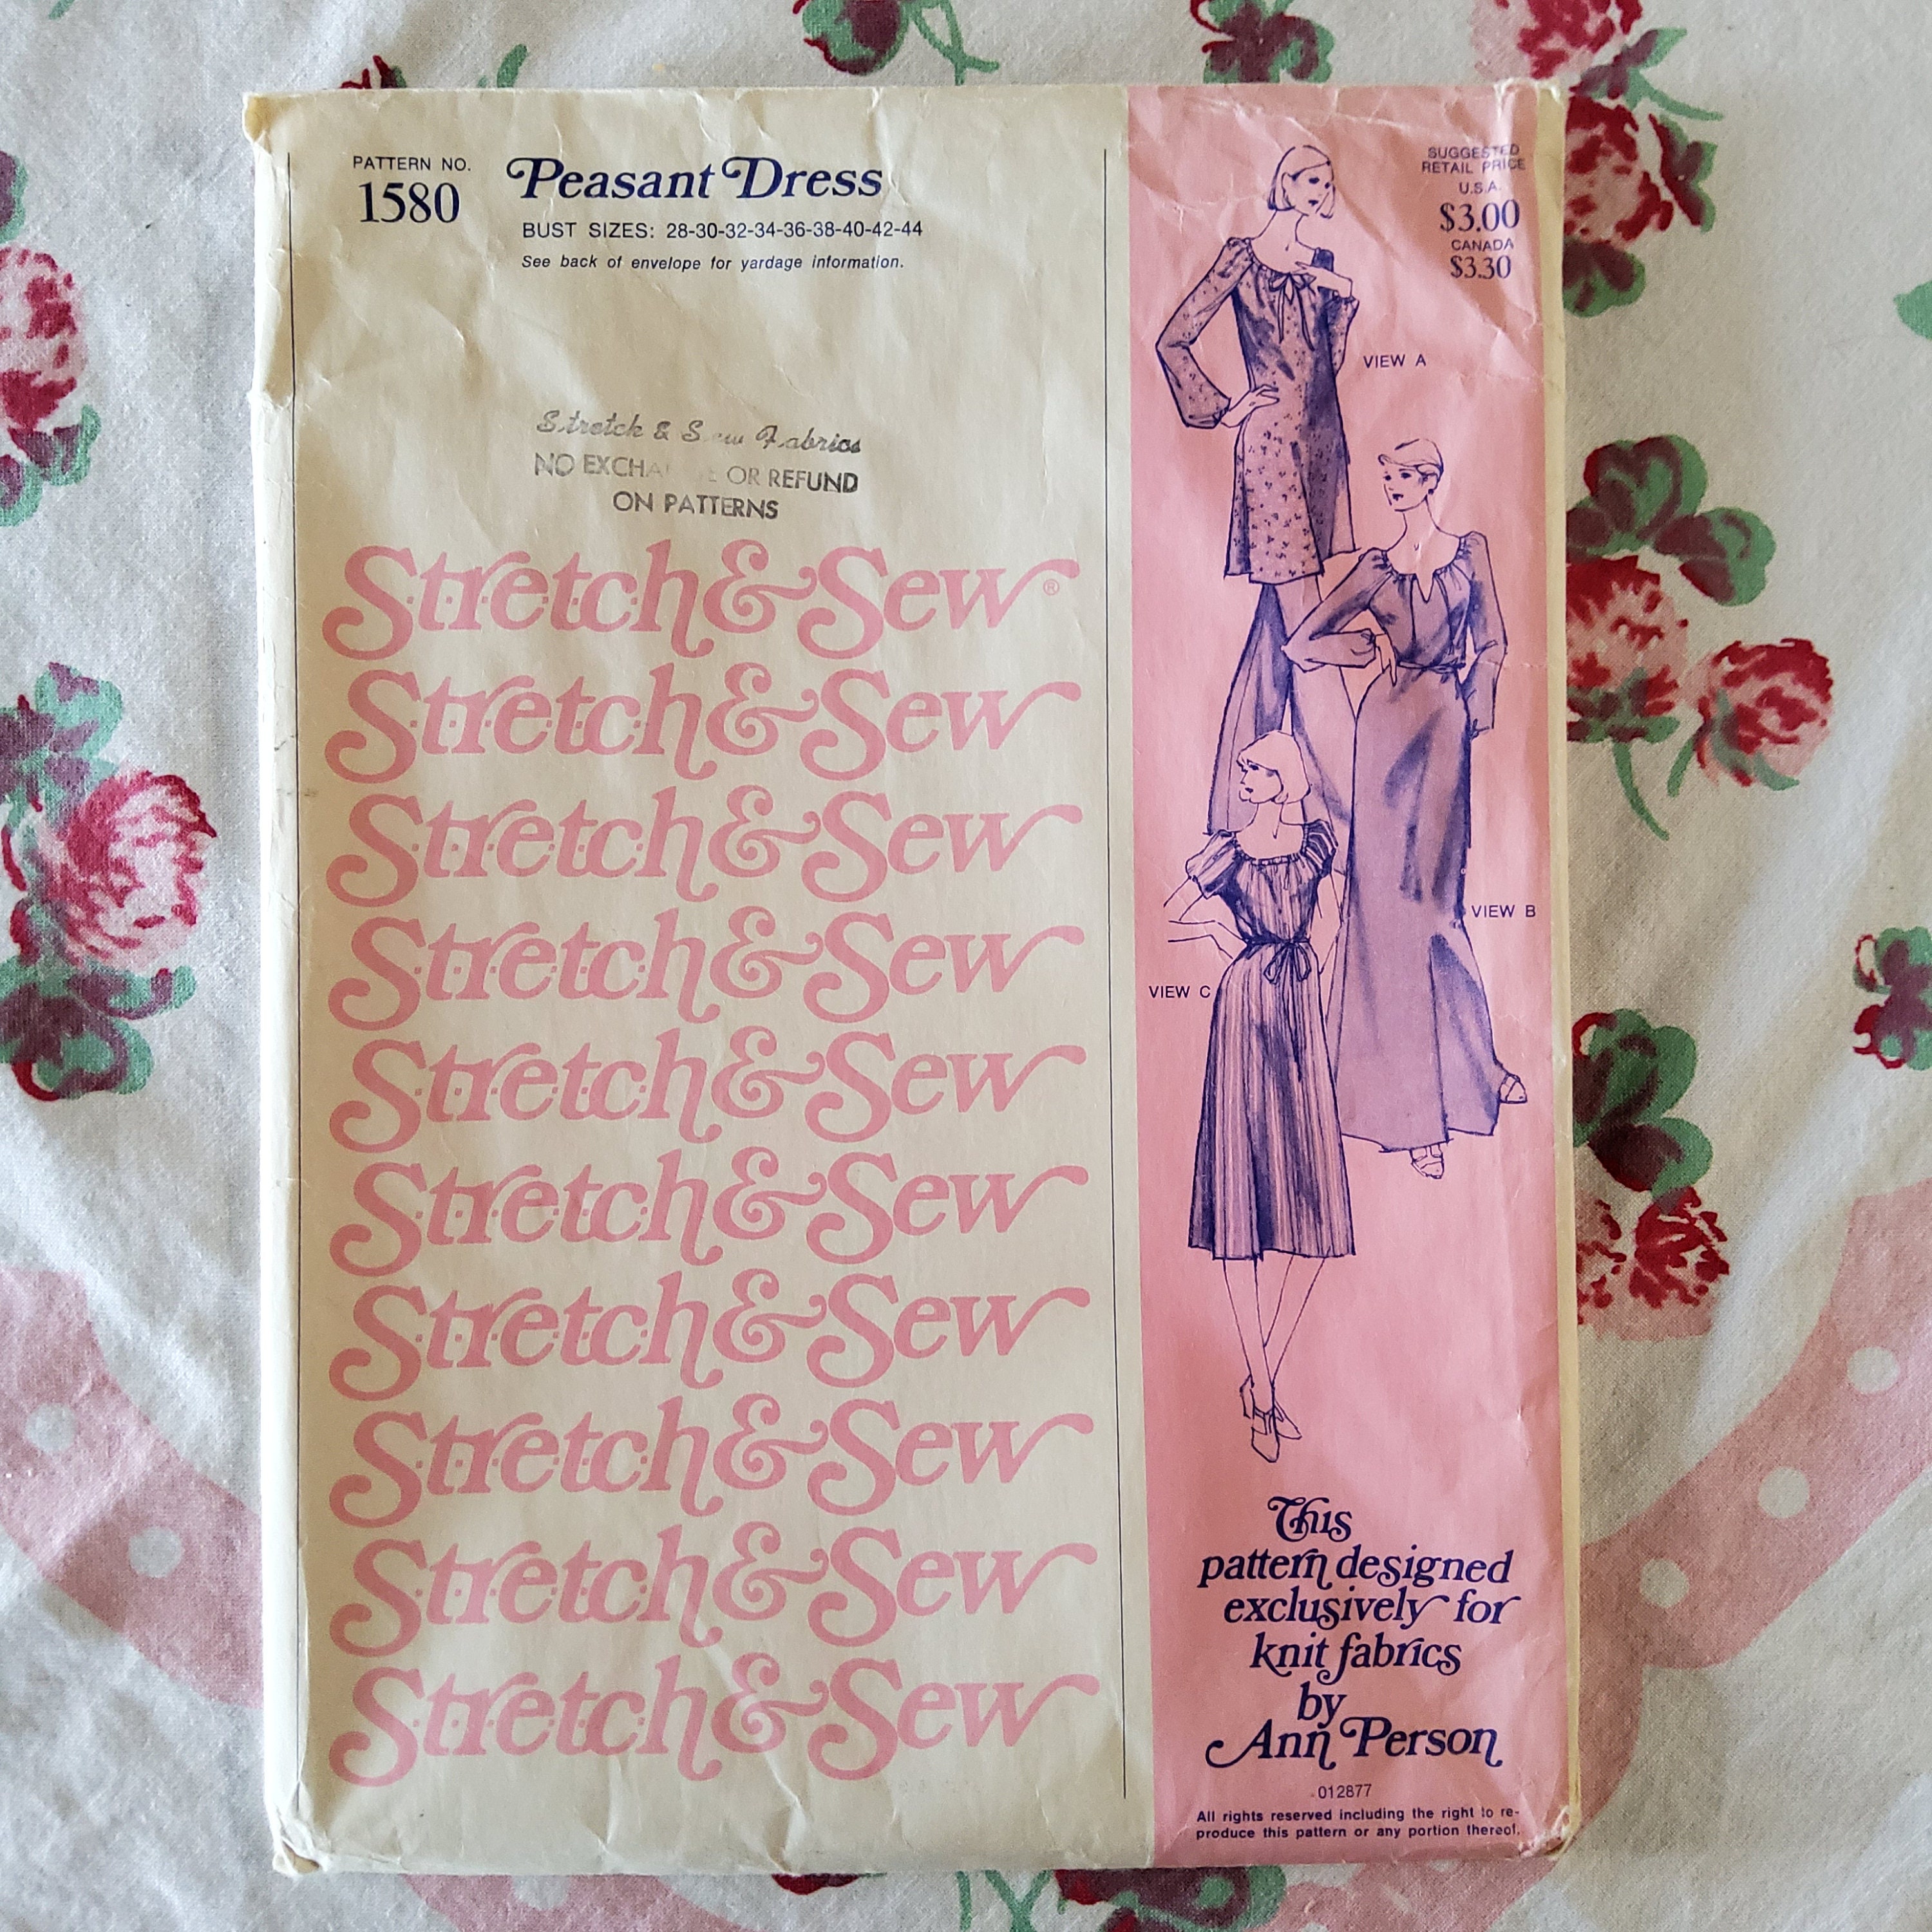 PATTERN NO.
1580
Peasant Dress
BUST SIZES: 28-30-32-34-36-38-40-42-44
See back of envelope for yardage information.
Stretch & Sew Fabrics
NO EXCHANGE OR REFUND
ON PATTERNS
Stretch & Sew®
Stretch & Sew
Stretch & Sew
Stretch & Sew
Stretch & Sew
Stretch & Sew
Stretch & Sew
Stretch & Sew
Stretch & Sew
Stretch & Sew
SUGGESTED
RETAIL PRICE
U.S.A.
$3.00
CANADA
$3.30
VIEW A
VIEW B
VIEW C
This
pattern designed
exclusively for
knit fabrics
by
Ann Person
012877
All rights reserved including the right to re-
produce this pattern or any portion thereof.